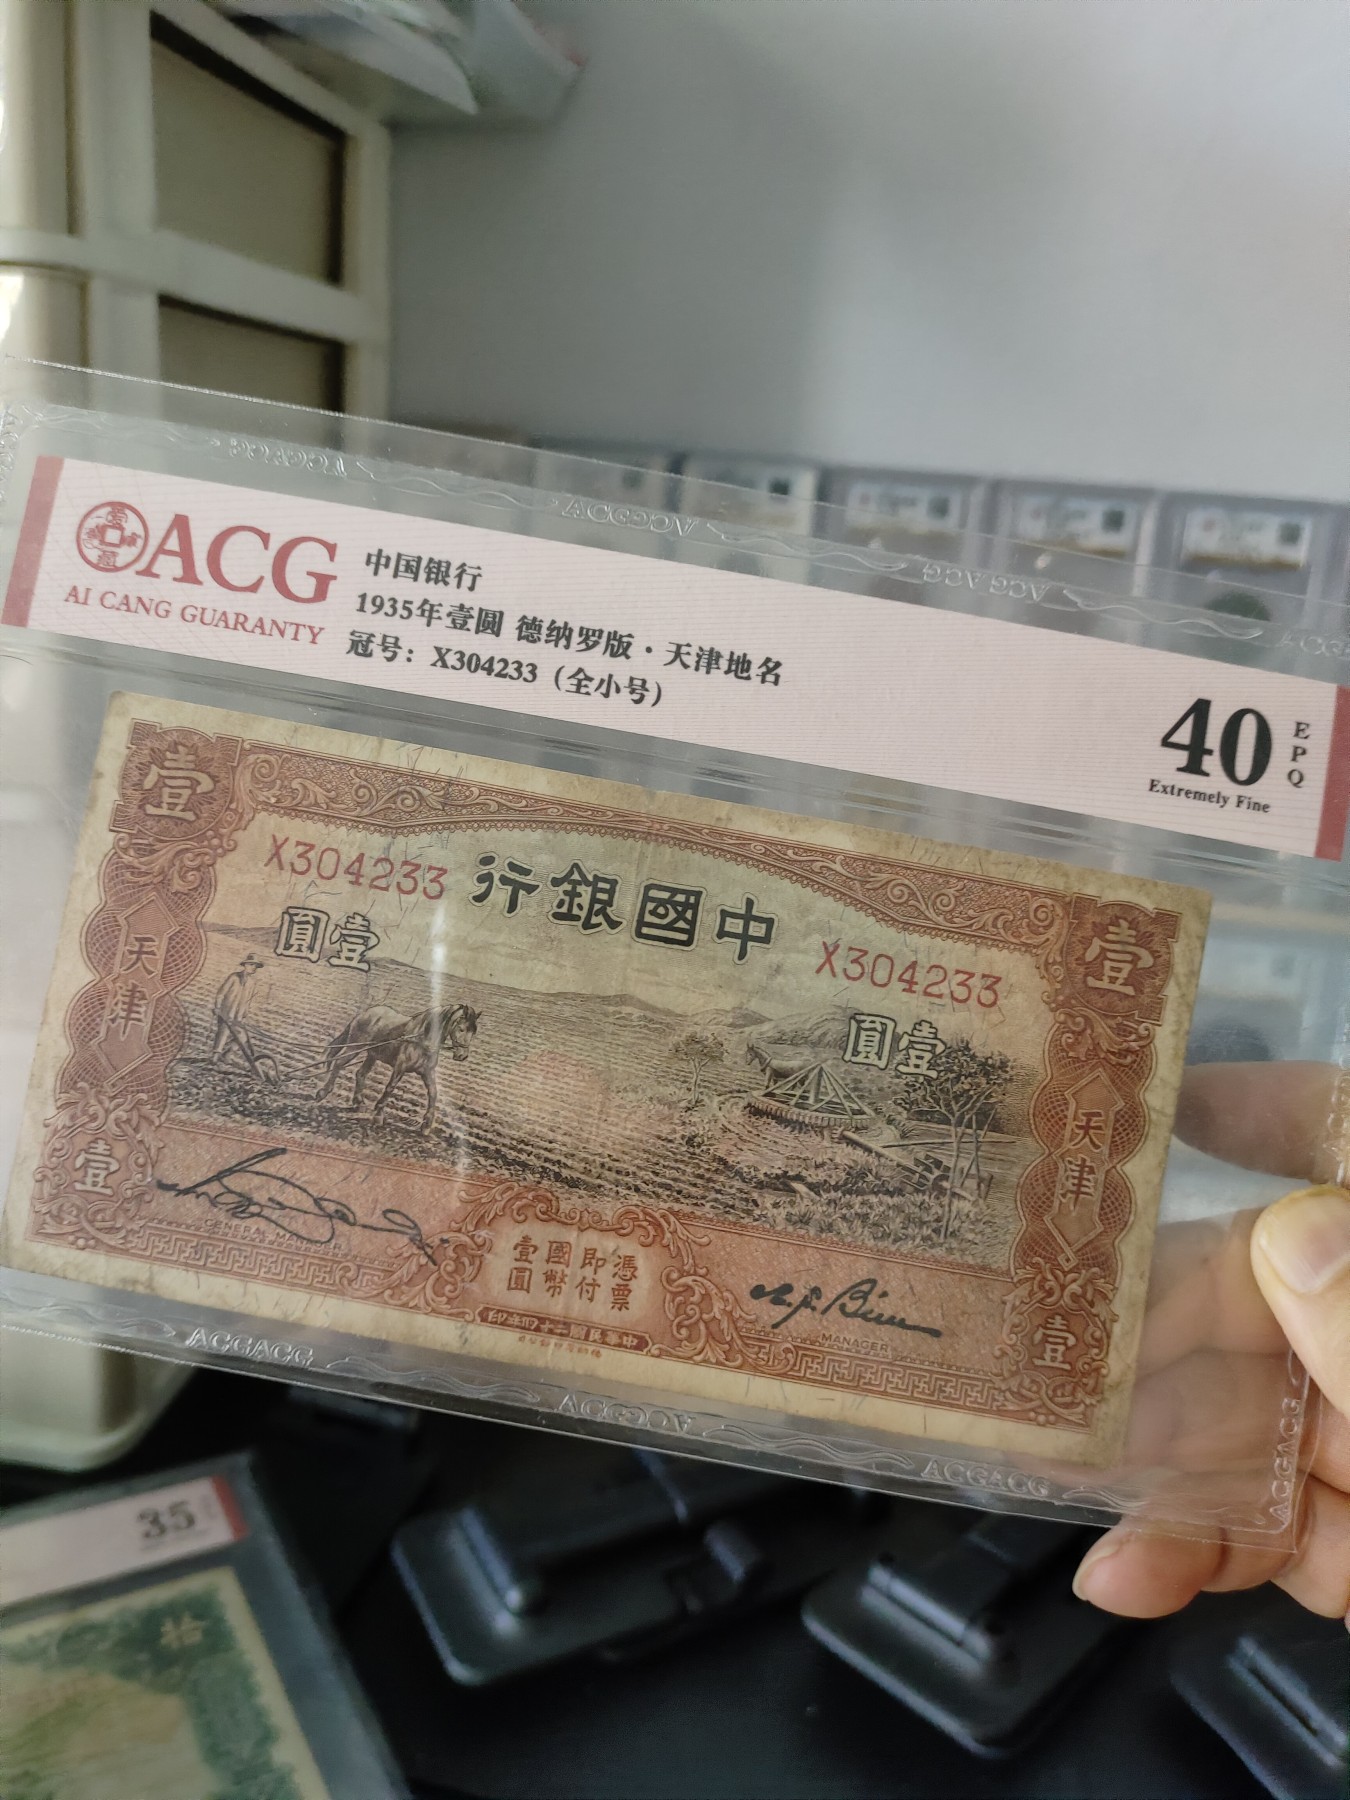 ACG
AI CANG GUARANTY
中国银行
1935年壹圓 德纳罗版·天津地名
冠号：X304233（全小号）
40
EPQ
Extremely Fine
壹
壹
X304233
行銀國中
X304233
圓壹
圓壹
天津
天津
壹
壹
GENERAL MANAGER
憑票
即付
國幣
壹圓
MANAGER
印年四十二國民華中
ACGACG
ACGACG
35
拾